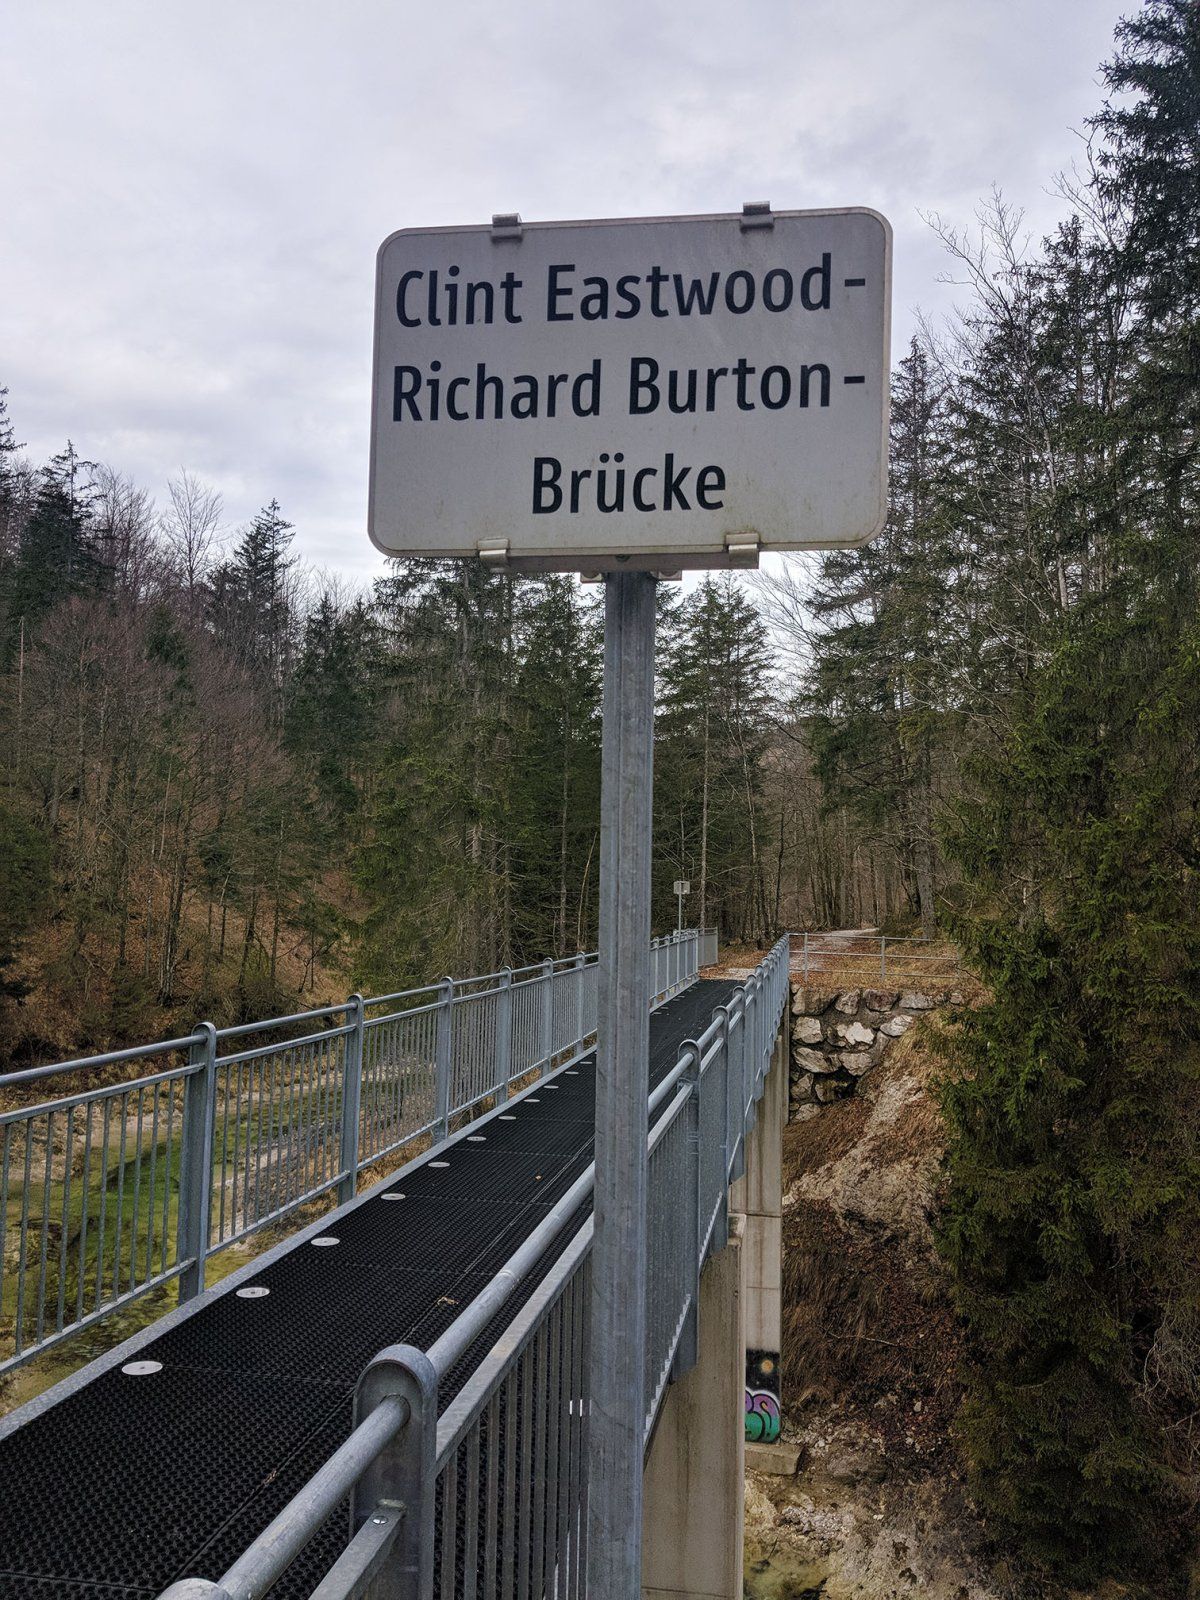 Clint Eastwood-
Richard Burton-
Brücke